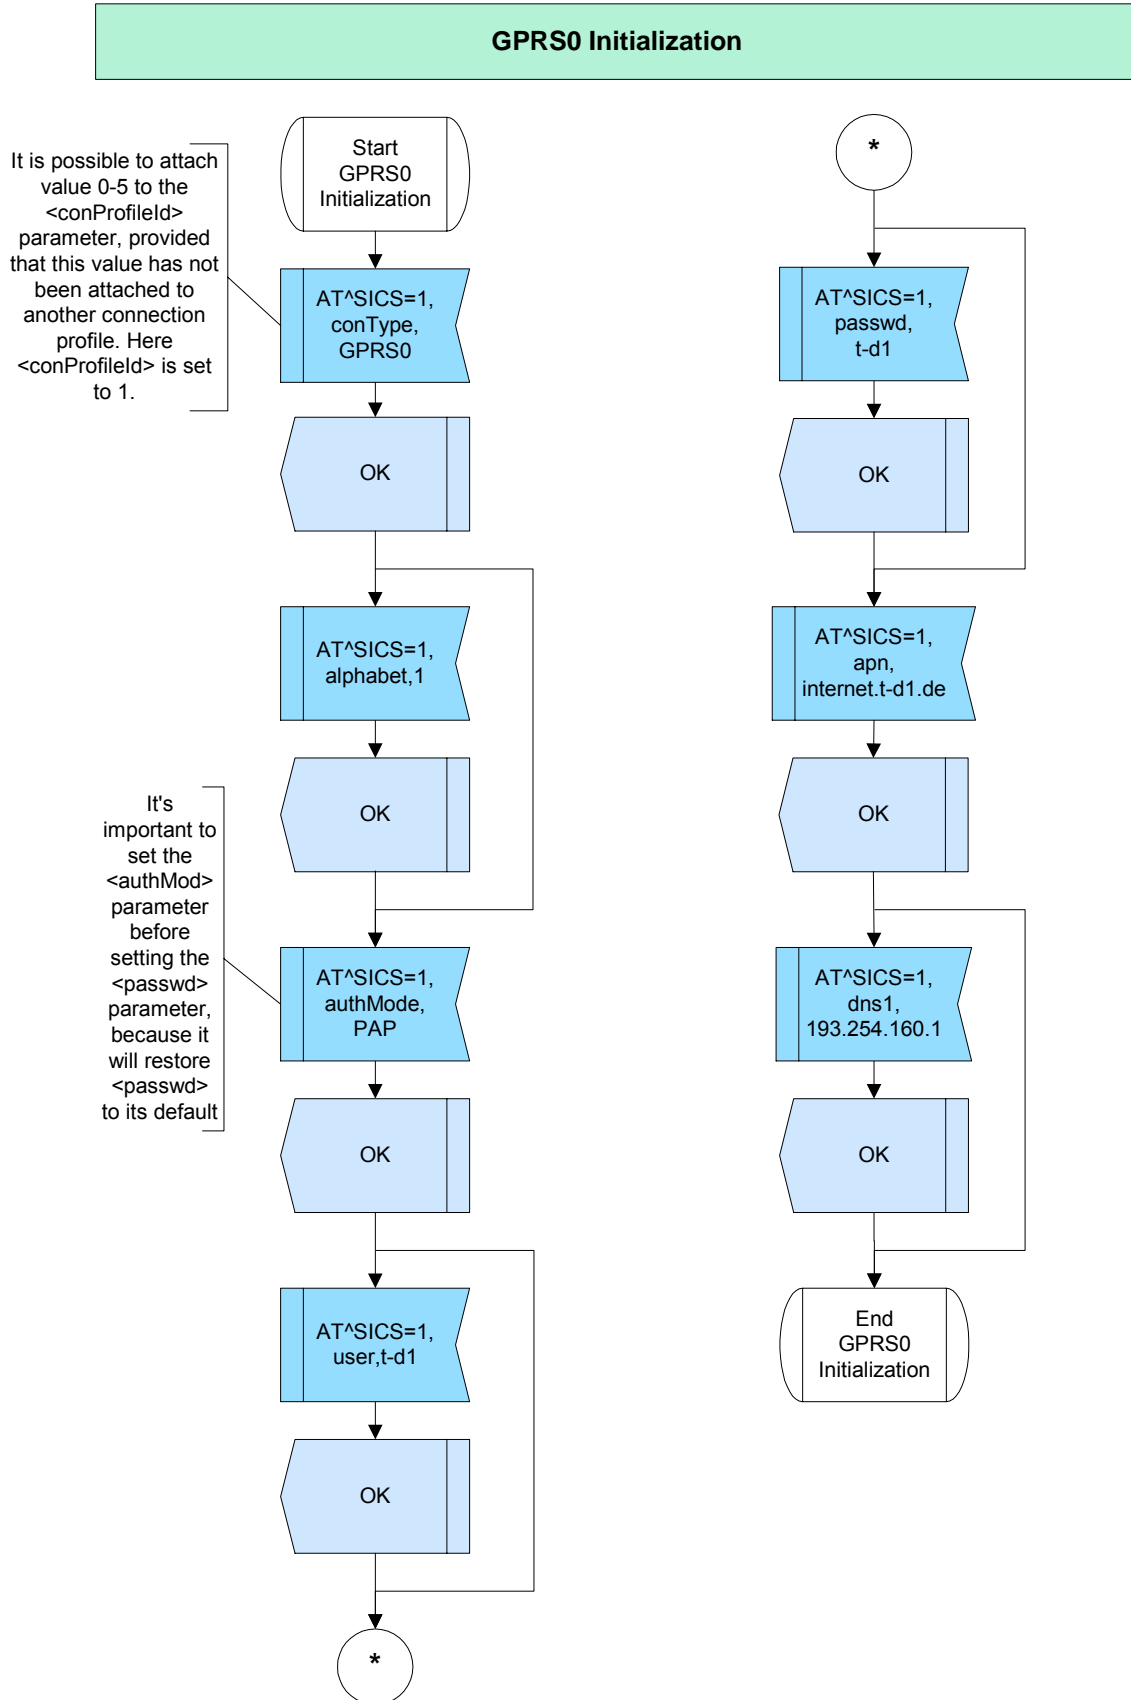 GPRS0 Initialization
Start
GPRS0
Initialization
It is possible to attach
value 0-5 to the
<conProfileId>
parameter, provided
that this value has not
been attached to
another connection
profile. Here
<conProfileId> is set
to 1.
AT^SICS=1,
conType,
GPRS0
OK
AT^SICS=1,
alphabet,1
OK
It's
important to
set the
<authMod>
parameter
before
setting the
<passwd>
parameter,
because it
will restore
<passwd>
to its default
AT^SICS=1,
authMode,
PAP
OK
AT^SICS=1,
user,t-d1
OK
*
*
AT^SICS=1,
passwd,
t-d1
OK
AT^SICS=1,
apn,
internet.t-d1.de
OK
AT^SICS=1,
dns1,
193.254.160.1
OK
End
GPRS0
Initialization